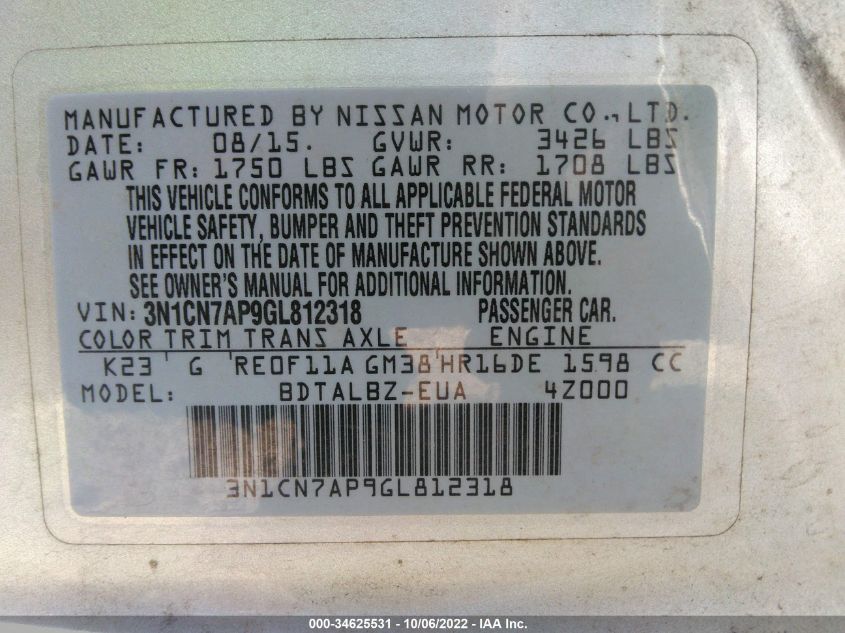 MANUFACTURED BY NISSAN MOTOR CO., LTD.
DATE: 08/15. GVWR: 3426 LBS
GAWR FR: 1750 LBS GAWR RR: 1708 LBS
THIS VEHICLE CONFORMS TO ALL APPLICABLE FEDERAL MOTOR
VEHICLE SAFETY, BUMPER AND THEFT PREVENTION STANDARDS
IN EFFECT ON THE DATE OF MANUFACTURE SHOWN ABOVE.
SEE OWNER'S MANUAL FOR ADDITIONAL INFORMATION.
VIN: 3N1CN7AP9GL812318 PASSENGER CAR.
COLOR TRIM TRANS AXLE ENGINE
K23 ' G ' RE0F11A GM38 ' HR16DE 1598 CC
MODEL: BDTALBZ-EUA 4Z000
3N1CN7AP9GL812318
000-34625531 - 10/06/2022 - IAA Inc.